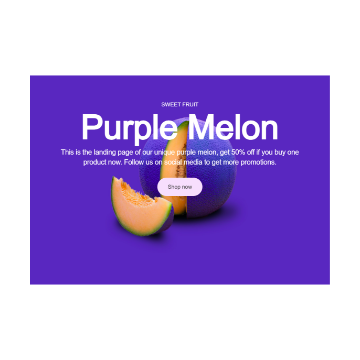 SWEET FRUIT
Purple Melon
This is the landing page of our unique purple melon, get 50% off if you buy one
product now. Follow us on social media to get more promotions.
Shop now